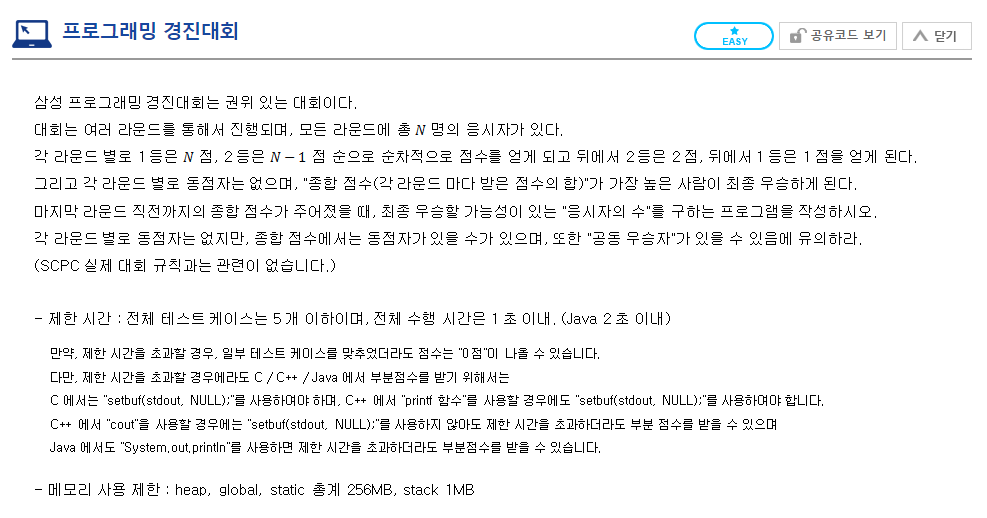 프로그래밍 경진대회
EASY
공유코드 보기
닫기
삼성 프로그래밍 경진대회는 권위 있는 대회이다.
대회는 여러 라운드를 통해서 진행되며, 모든 라운드에 총 N 명의 응시자가 있다.
각 라운드 별로 1등은 N 점, 2등은 N − 1 점 순으로 순차적으로 점수를 얻게 되고 뒤에서 2등은 2점, 뒤에서 1등은 1점을 얻게 된다.
그리고 각 라운드 별로 동점자는 없으며, "종합 점수(각 라운드 마다 받은 점수의 합)"가 가장 높은 사람이 최종 우승하게 된다.
마지막 라운드 직전까지의 종합 점수가 주어졌을 때, 최종 우승할 가능성이 있는 "응시자의 수"를 구하는 프로그램을 작성하시오.
각 라운드 별로 동점자는 없지만, 종합 점수에서는 동점자가 있을 수가 있으며, 또한 "공동 우승자"가 있을 수 있음에 유의하라.
(SCPC 실제 대회 규칙과는 관련이 없습니다.)
- 제한 시간 : 전체 테스트 케이스는 5개 이하이며, 전체 수행 시간은 1초 이내. (Java 2초 이내)
만약, 제한 시간을 초과할 경우, 일부 테스트 케이스를 맞추었더라도 점수는 "0점"이 나올 수 있습니다.
다만, 제한 시간을 초과할 경우에라도 C / C++ / Java 에서 부분점수를 받기 위해서는
C 에서는 "setbuf(stdout, NULL);"를 사용하여야 하며, C++ 에서 "printf 함수"를 사용할 경우에도 "setbuf(stdout, NULL);"를 사용하여야 합니다.
C++ 에서 "cout"을 사용할 경우에는 "setbuf(stdout, NULL);"를 사용하지 않아도 제한 시간을 초과하더라도 부분 점수를 받을 수 있으며
Java 에서도 "System.out.println"를 사용하면 제한 시간을 초과하더라도 부분점수를 받을 수 있습니다.
- 메모리 사용 제한 : heap, global, static 총계 256MB, stack 1MB